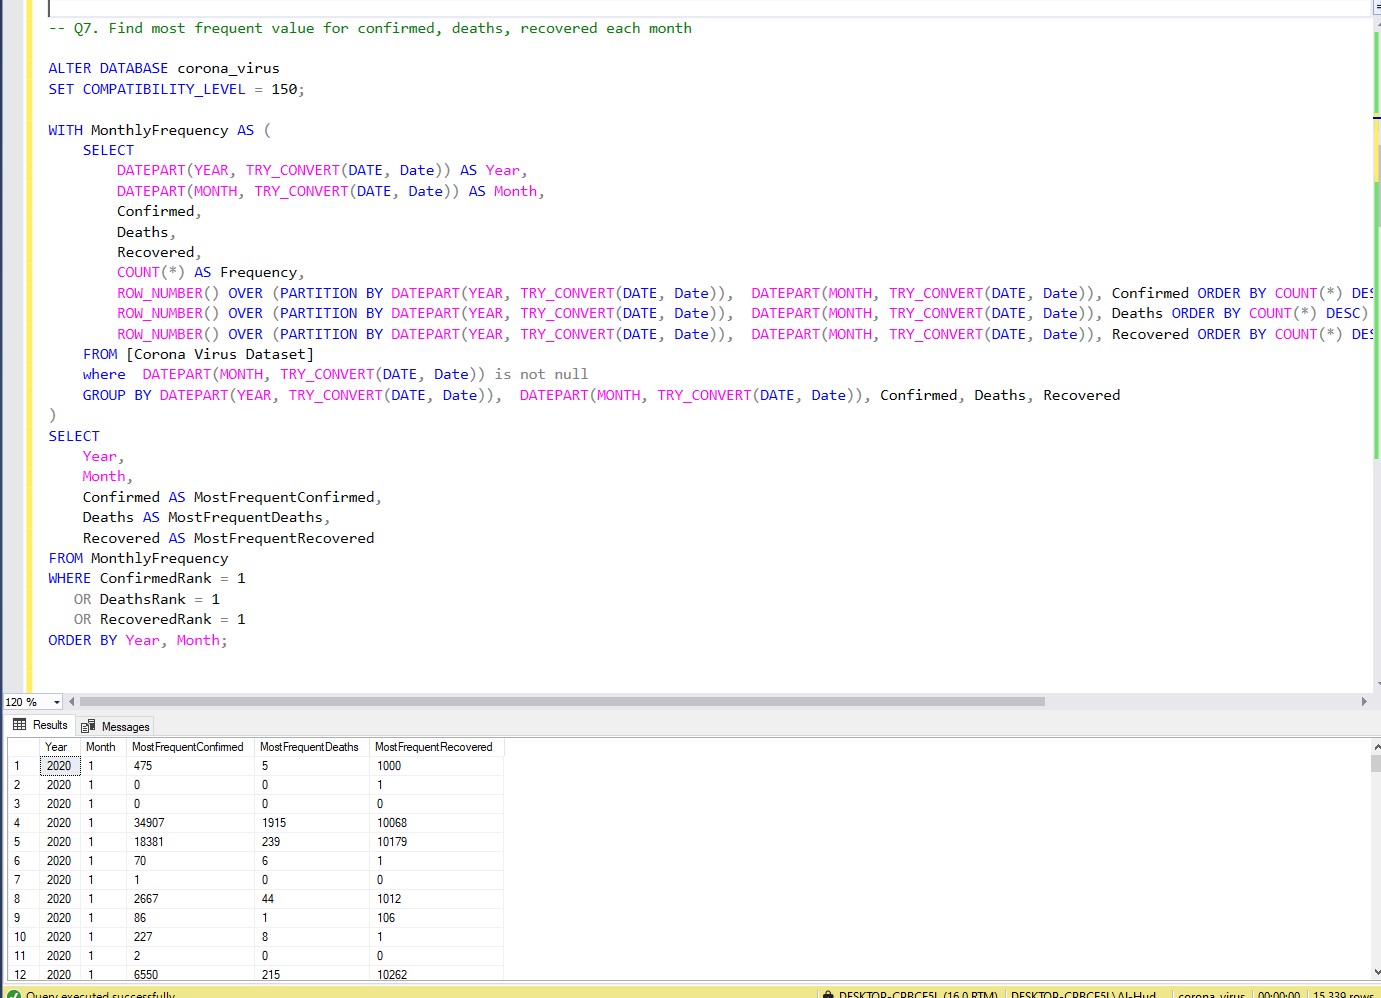 -- Q7. Find most frequent value for confirmed, deaths, recovered each month
ALTER DATABASE corona_virus
SET COMPATIBILITY_LEVEL = 150;
WITH MonthlyFrequency AS (
SELECT
DATEPART(YEAR, TRY_CONVERT(DATE, Date)) AS Year,
DATEPART(MONTH, TRY_CONVERT(DATE, Date)) AS Month,
Confirmed,
Deaths,
Recovered,
COUNT(*) AS Frequency,
ROW_NUMBER() OVER (PARTITION BY DATEPART(YEAR, TRY_CONVERT(DATE, Date)),  DATEPART(MONTH, TRY_CONVERT(DATE, Date)), Confirmed ORDER BY COUNT(*) DES
ROW_NUMBER() OVER (PARTITION BY DATEPART(YEAR, TRY_CONVERT(DATE, Date)),  DATEPART(MONTH, TRY_CONVERT(DATE, Date)), Deaths ORDER BY COUNT(*) DESC)
ROW_NUMBER() OVER (PARTITION BY DATEPART(YEAR, TRY_CONVERT(DATE, Date)),  DATEPART(MONTH, TRY_CONVERT(DATE, Date)), Recovered ORDER BY COUNT(*) DES
FROM [Corona Virus Dataset]
where  DATEPART(MONTH, TRY_CONVERT(DATE, Date)) is not null
GROUP BY DATEPART(YEAR, TRY_CONVERT(DATE, Date)),  DATEPART(MONTH, TRY_CONVERT(DATE, Date)), Confirmed, Deaths, Recovered
)
SELECT
Year,
Month,
Confirmed AS MostFrequentConfirmed,
Deaths AS MostFrequentDeaths,
Recovered AS MostFrequentRecovered
FROM MonthlyFrequency
WHERE ConfirmedRank = 1
OR DeathsRank = 1
OR RecoveredRank = 1
ORDER BY Year, Month;
120 %
Results Messages
Year Month MostFrequentConfirmed MostFrequentDeaths MostFrequentRecovered
1 2020 1 475 5 1000
2 2020 1 0 0 1
3 2020 1 0 0 0
4 2020 1 34907 1915 10068
5 2020 1 18381 239 10179
6 2020 1 70 6 1
7 2020 1 1 0 0
8 2020 1 2667 44 1012
9 2020 1 86 1 106
10 2020 1 227 8 1
11 2020 1 2 0 0
12 2020 1 6550 215 10262
Query executed successfully. (16.0 RTM) corona_virus 00:00:00 15,339 rows